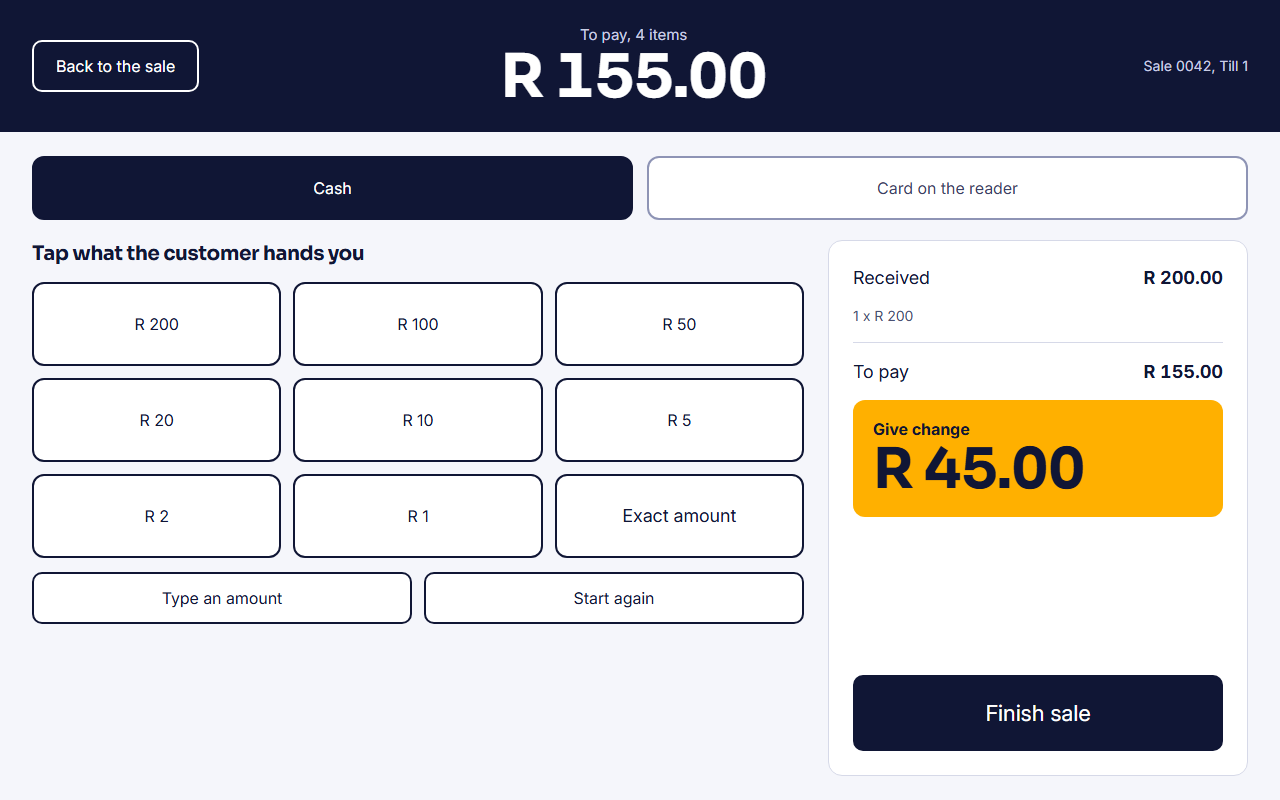 Back to the sale
To pay, 4 items
R 155.00
Sale 0042, Till 1
Cash
Card on the reader
Tap what the customer hands you
R 200
R 100
R 50
R 20
R 10
R 5
R 2
R 1
Exact amount
Type an amount
Start again
Received
R 200.00
1 x R 200
To pay
R 155.00
Give change
R 45.00
Finish sale